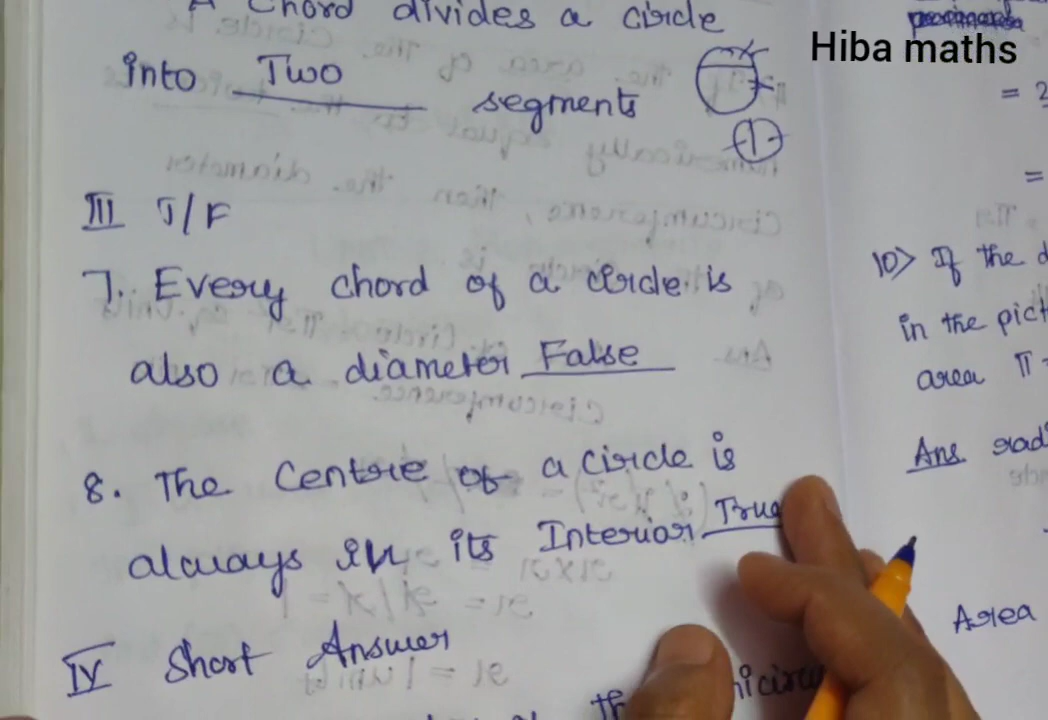 A Chord divides a circle
into Two segments
III T/F
7. Every chord of a circle is
also a diameter False
8. The Centre of a circle is
always in its Interior True
IV Short Answer
Hiba maths
= 2
=
10> If the
in the pict
area π
Ans rad
Area